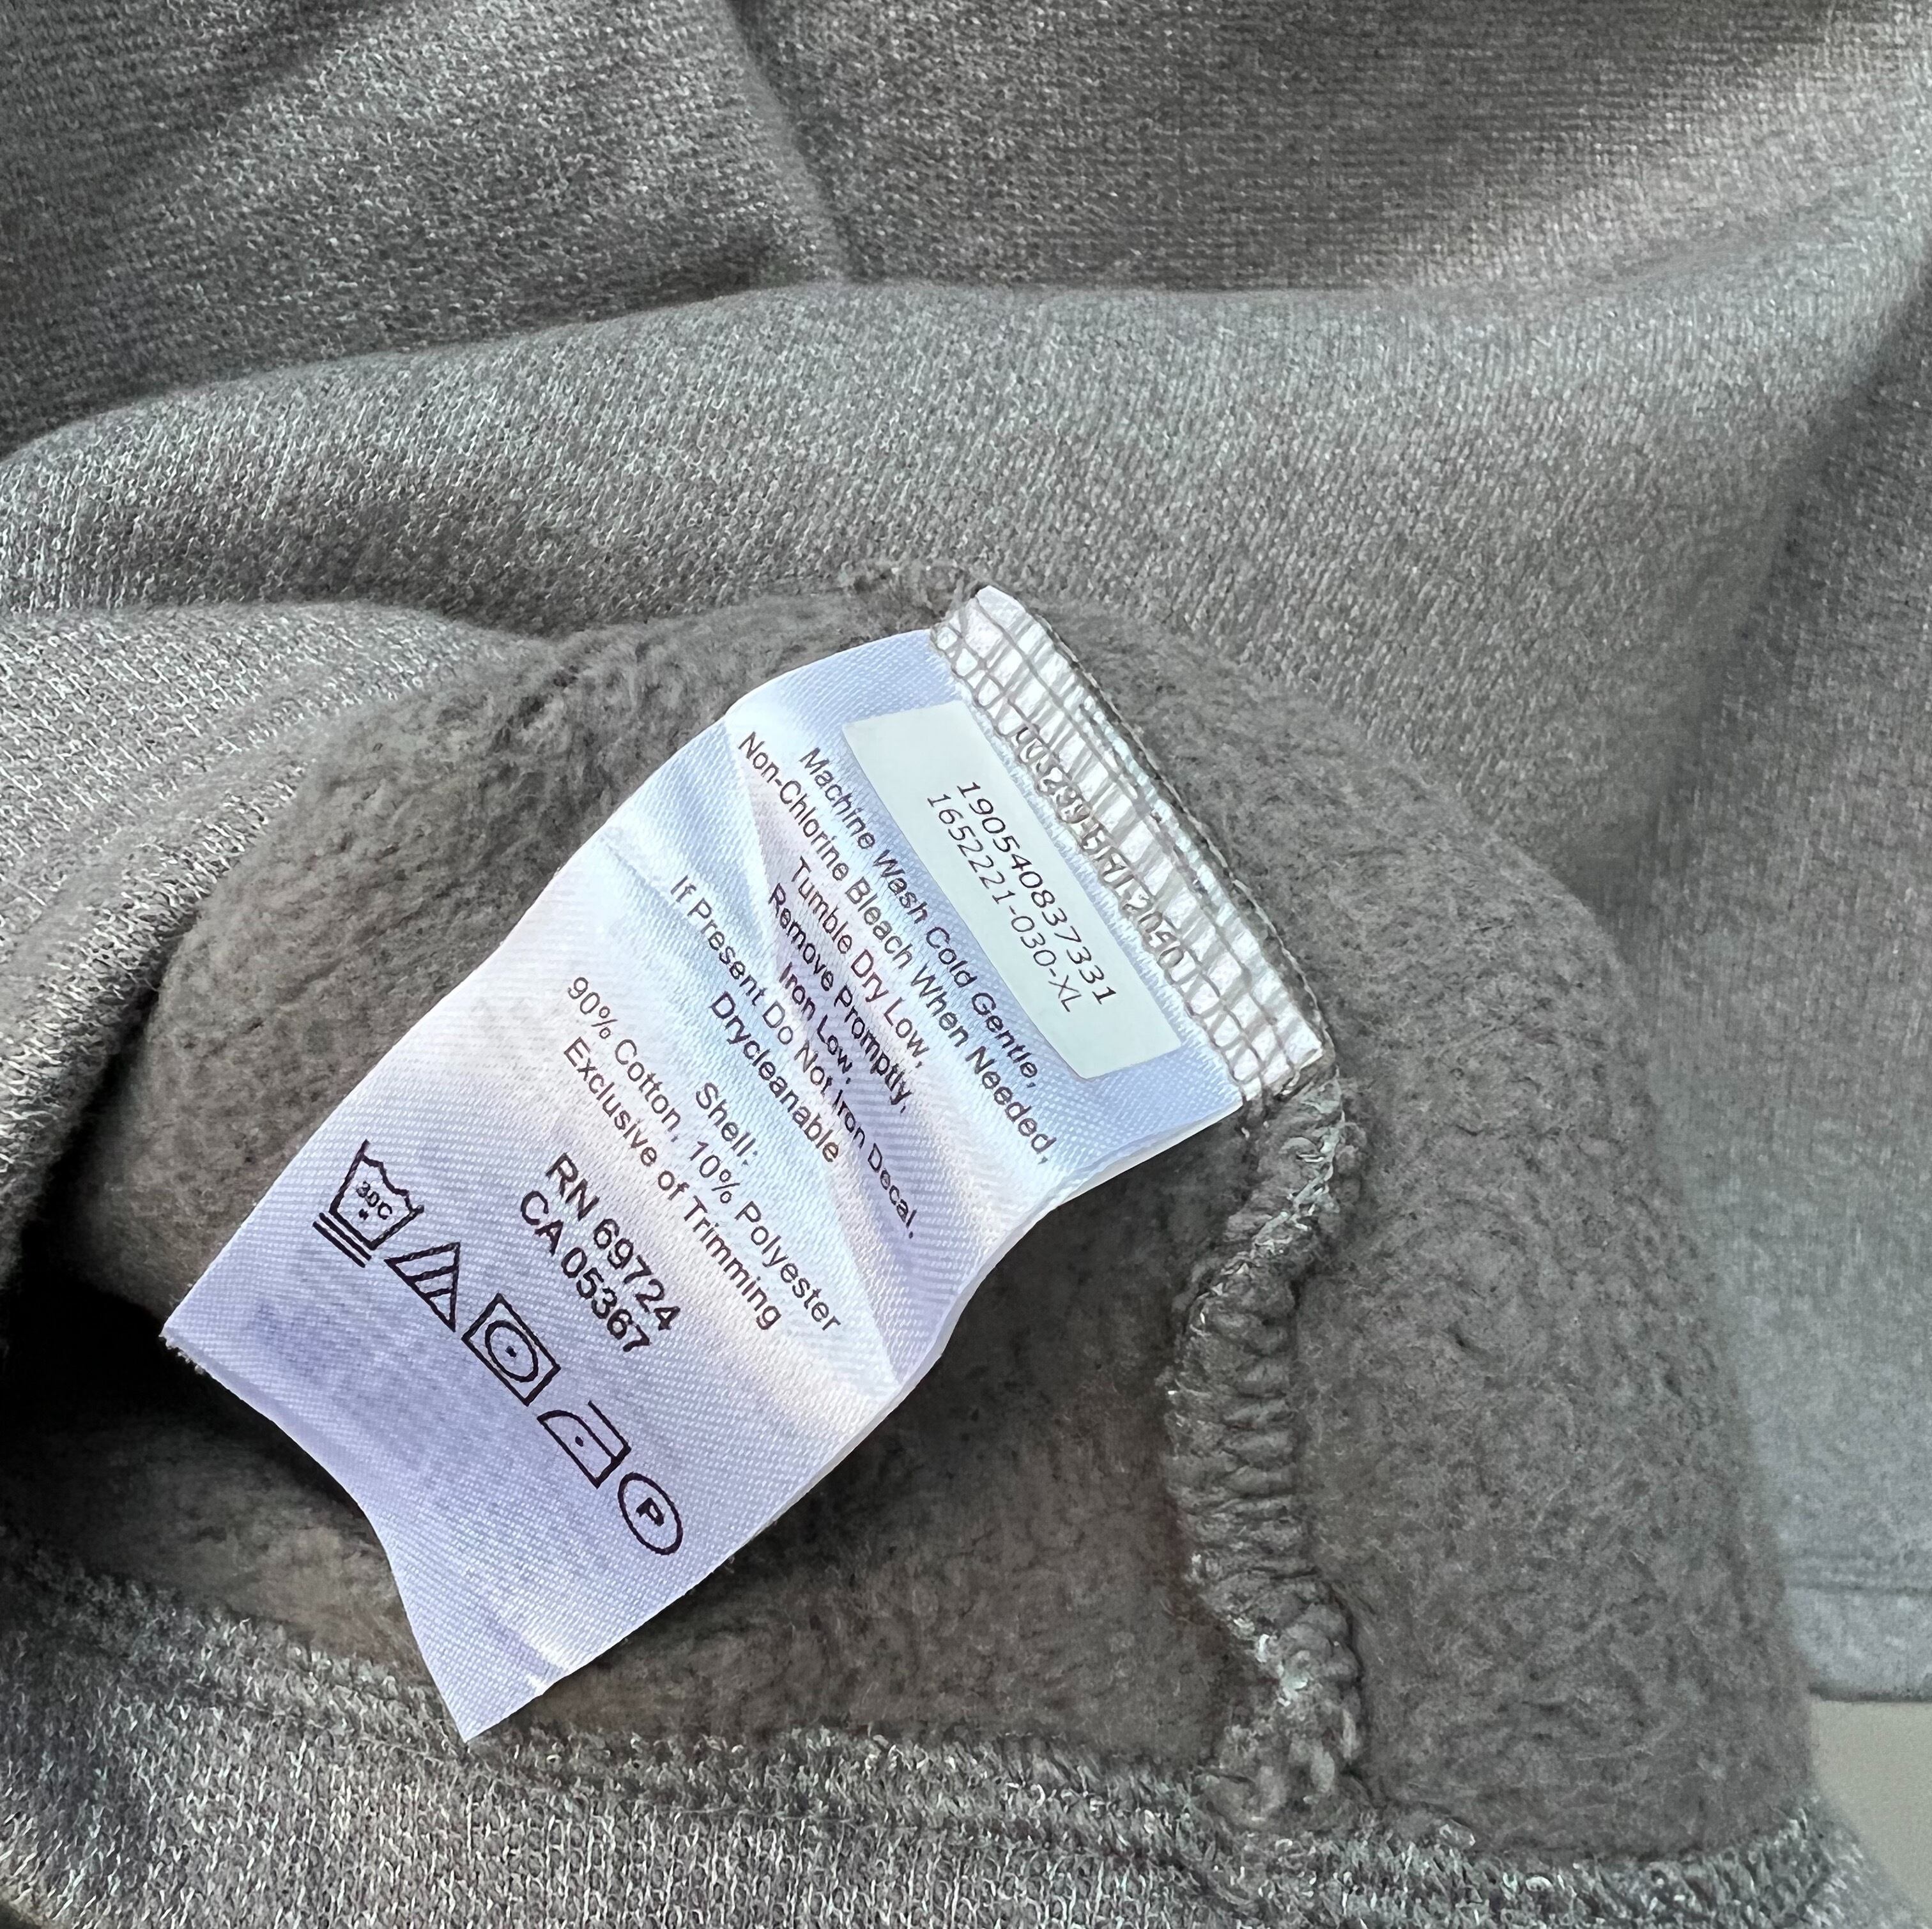 190540837331
1652221-030-XL
Machine Wash Cold Gentle,
Non-Chlorine Bleach When Needed,
Tumble Dry Low,
Remove Promptly,
Iron Low,
If Present Do Not Iron Decal.
Drycleanable
Shell:
90% Cotton, 10% Polyester
Exclusive of Trimming
RN 69724
CA 05367
30C
P